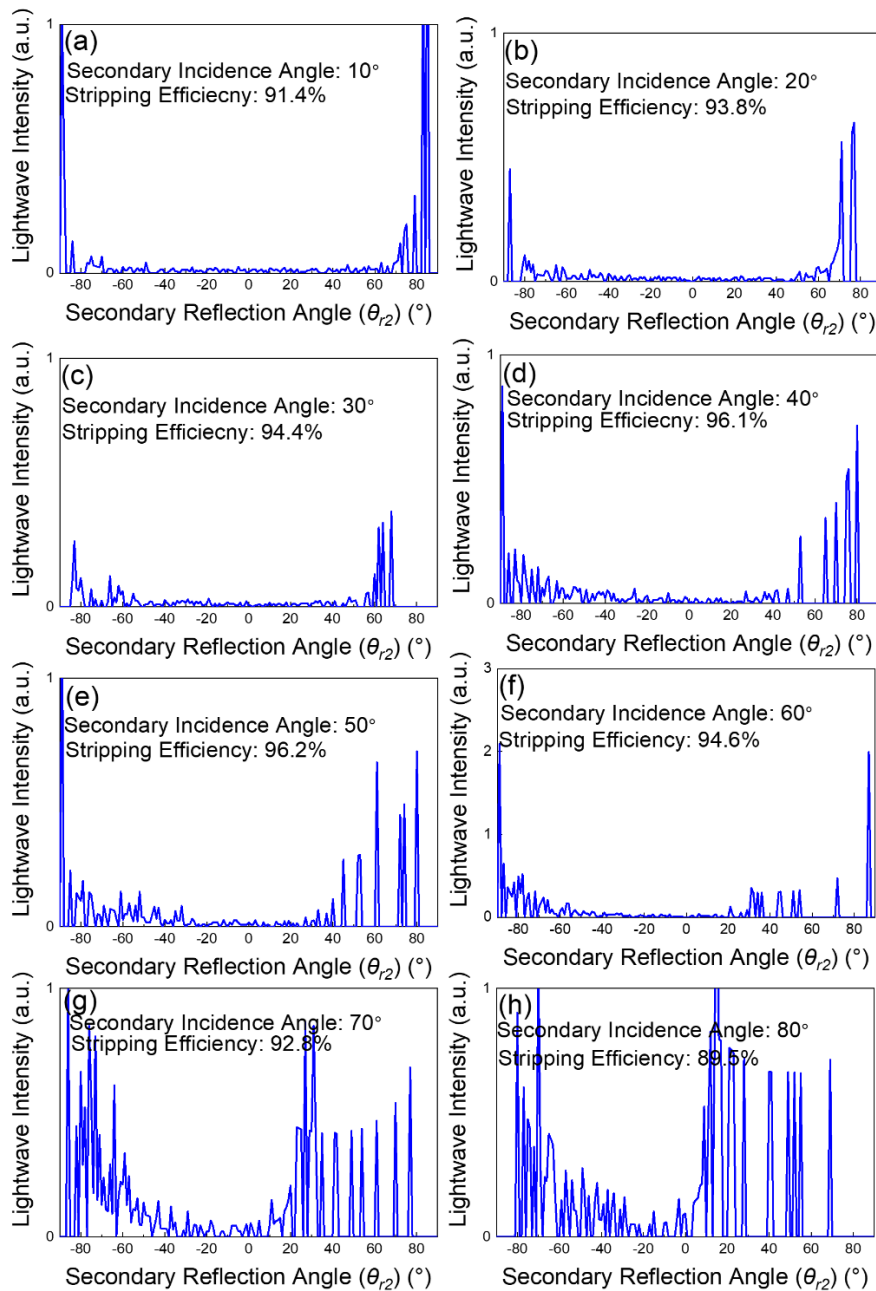 (a)
Secondary Incidence Angle: 10°
Stripping Efficiecny: 91.4%
Lightwave Intensity (a.u.)
1
0
-80 -60 -40 -20 0 20 40 60 80
Secondary Reflection Angle (θr2) (°)
(b)
Secondary Incidence Angle: 20°
Stripping Efficiency: 93.8%
Lightwave Intensity (a.u.)
1
0
-80 -60 -40 -20 0 20 40 60 80
Secondary Reflection Angle (θr2) (°)
(c)
Secondary Incidence Angle: 30°
Stripping Efficiecny: 94.4%
Lightwave Intensity (a.u.)
1
0
-80 -60 -40 -20 0 20 40 60 80
Secondary Reflection Angle (θr2) (°)
(d)
Secondary Incidence Angle: 40°
Stripping Efficiecny: 96.1%
Lightwave Intensity (a.u.)
1
0
-80 -60 -40 -20 0 20 40 60 80
Secondary Reflection Angle (θr2) (°)
(e)
Secondary Incidence Angle: 50°
Stripping Efficiency: 96.2%
Lightwave Intensity (a.u.)
1
0
-80 -60 -40 -20 0 20 40 60 80
Secondary Reflection Angle (θr2) (°)
(f)
Secondary Incidence Angle: 60°
Stripping Efficiency: 94.6%
Lightwave Intensity (a.u.)
3
2
1
0
-80 -60 -40 -20 0 20 40 60 80
Secondary Reflection Angle (θr2) (°)
(g)
Secondary Incidence Angle: 70°
Stripping Efficiency: 92.8%
Lightwave Intensity (a.u.)
1
0
-80 -60 -40 -20 0 20 40 60 80
Secondary Reflection Angle (θr2) (°)
(h)
Secondary Incidence Angle: 80°
Stripping Efficiency: 89.5%
Lightwave Intensity (a.u.)
1
0
-80 -60 -40 -20 0 20 40 60 80
Secondary Reflection Angle (θr2) (°)